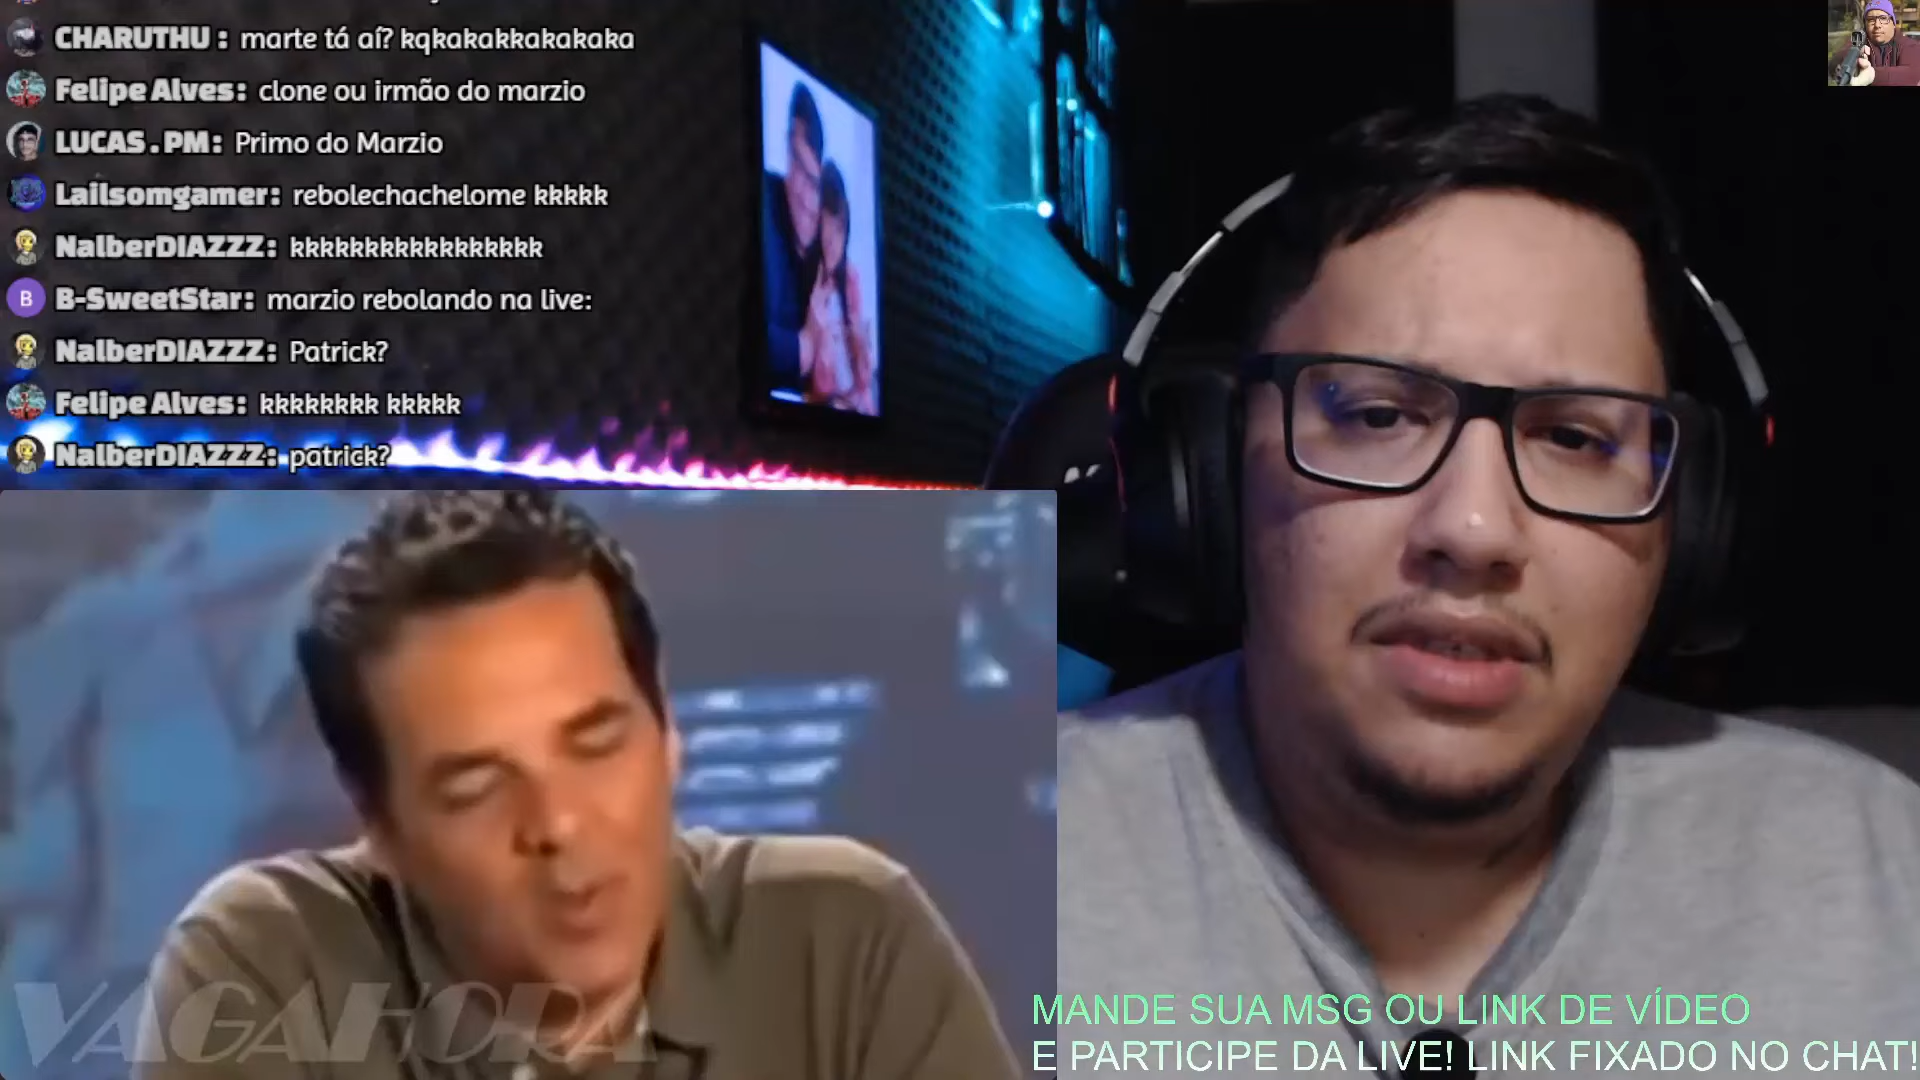 CHARUTHU : marte tá aí? kqkakakkakakaka
Felipe Alves: clone ou irmão do marzio
LUCAS.PM: Primo do Marzio
Lailsomgamer: rebolechachelome kkkkk
NalberDIAZZZ: kkkkkkkkkkkkkkkkk
B
B-SweetStar: marzio rebolando na live:
NalberDIAZZZ: Patrick?
Felipe Alves: kkkkkkkk kkkkk
NalberDIAZZZ: patrick?
VAGAHORA
MANDE SUA MSG OU LINK DE VÍDEO
E PARTICIPE DA LIVE! LINK FIXADO NO CHAT!